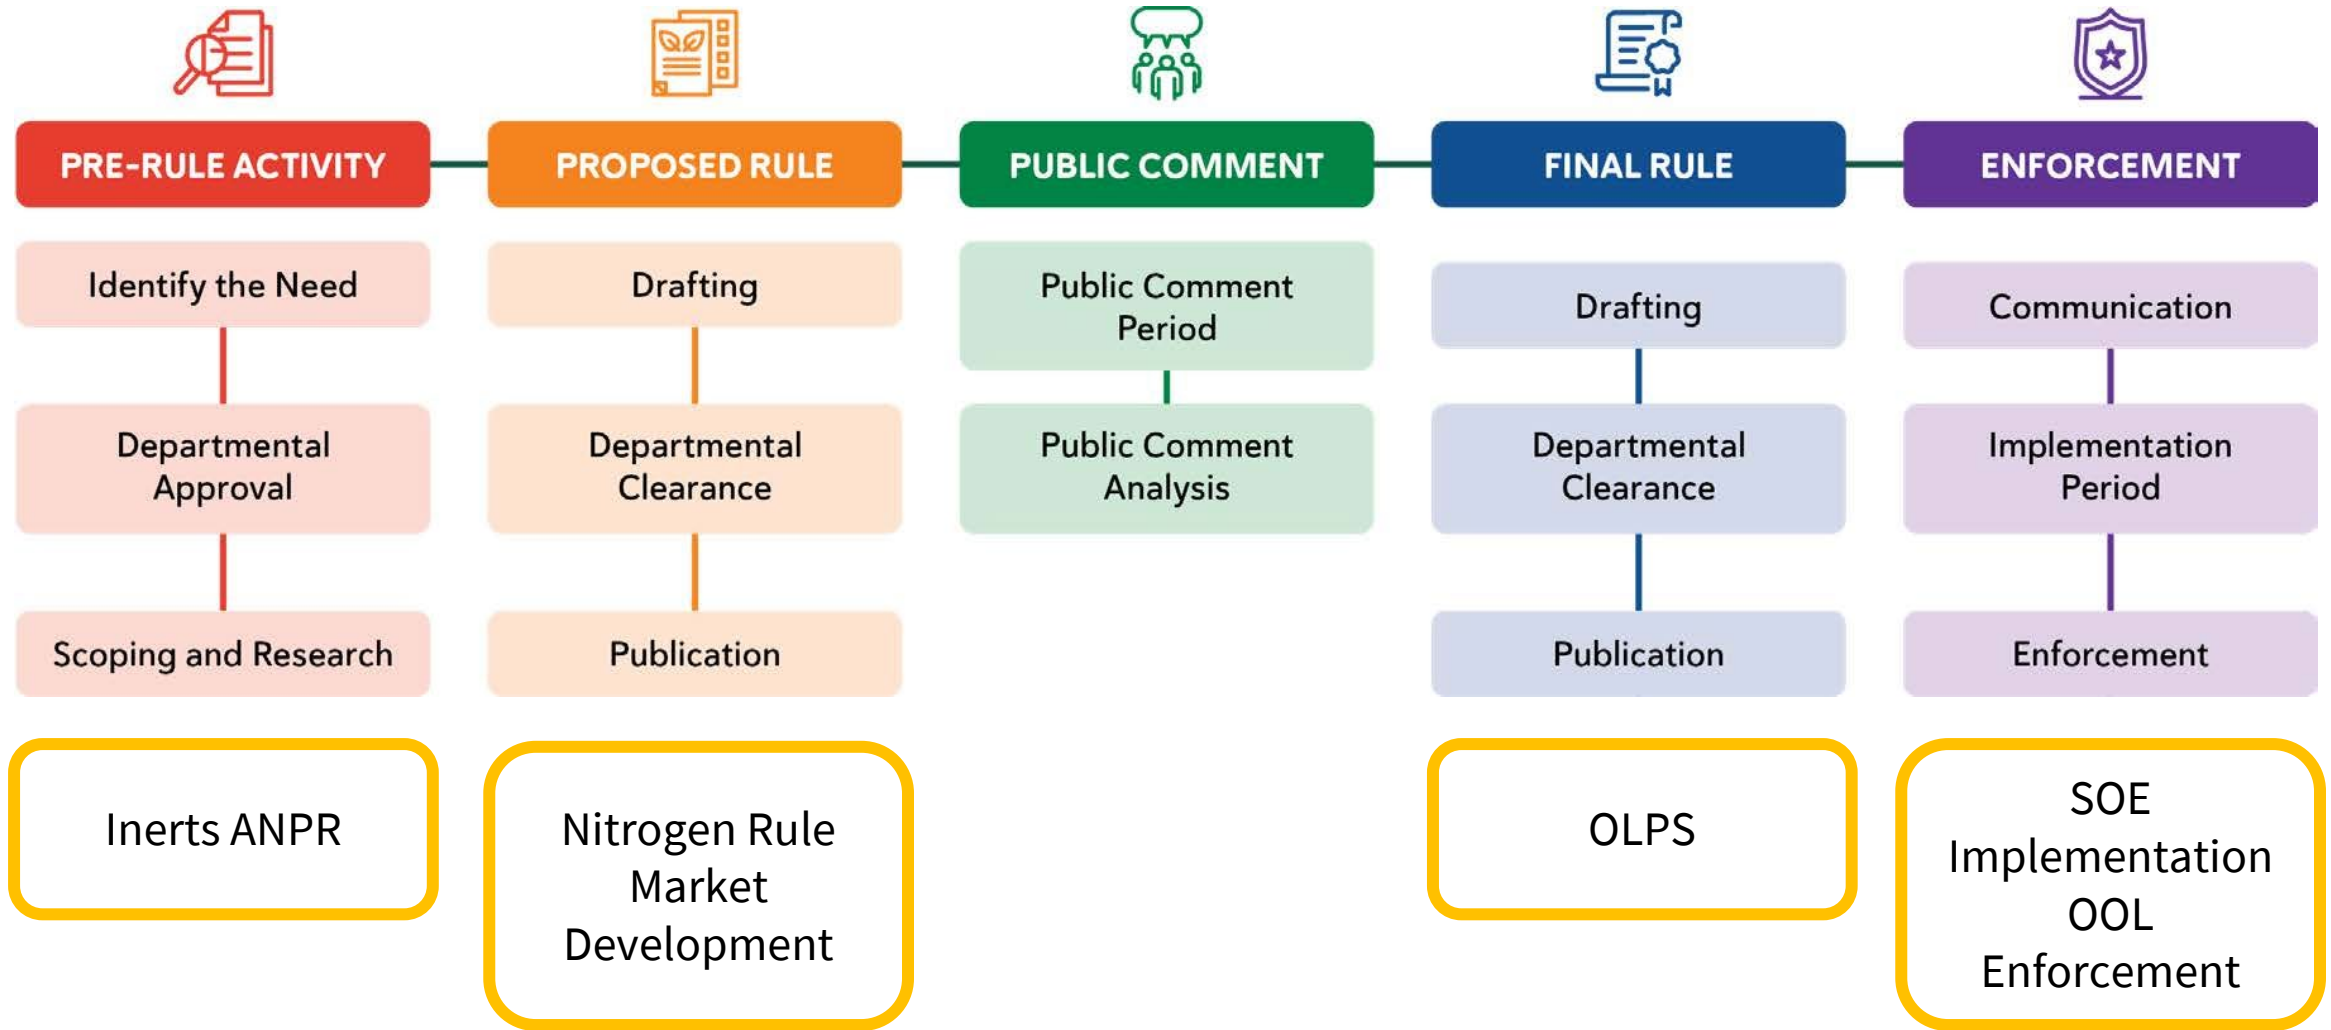 PRE-RULE ACTIVITY
Identify the Need
Departmental
Approval
Scoping and Research
Inerts ANPR
PROPOSED RULE
Drafting
Departmental
Clearance
Publication
Nitrogen Rule
Market
Development
PUBLIC COMMENT
Public Comment
Period
Public Comment
Analysis
FINAL RULE
Drafting
Departmental
Clearance
Publication
OLPS
ENFORCEMENT
Communication
Implementation
Period
Enforcement
SOE
Implementation
OOL
Enforcement